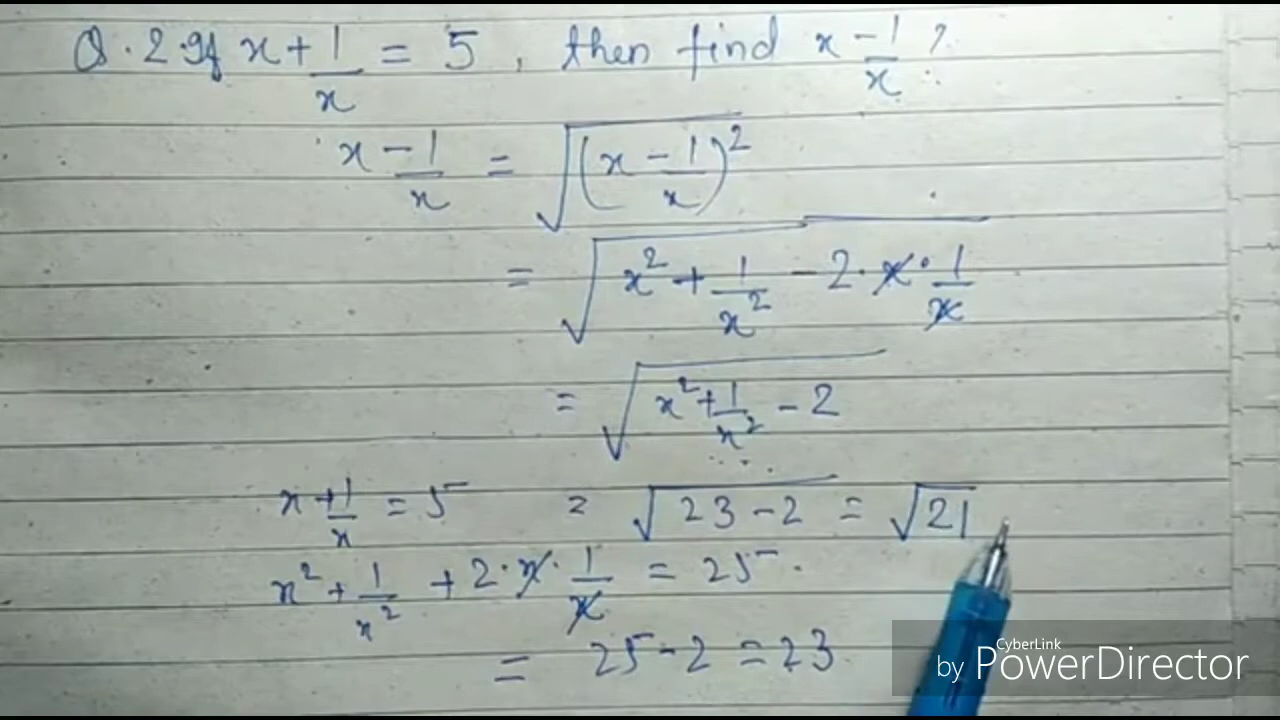 Q.2. If x + 1/x = 5, then find x - 1/x ?
x - 1/x = √(x - 1/x)²
= √x² + 1/x² - 2·x·1/x
= √x² + 1/x² - 2
x + 1/x = 5 = √23 - 2 = √21
x² + 1/x² + 2·x·1/x = 25.
= 25 - 2 = 23
CyberLink
by PowerDirector